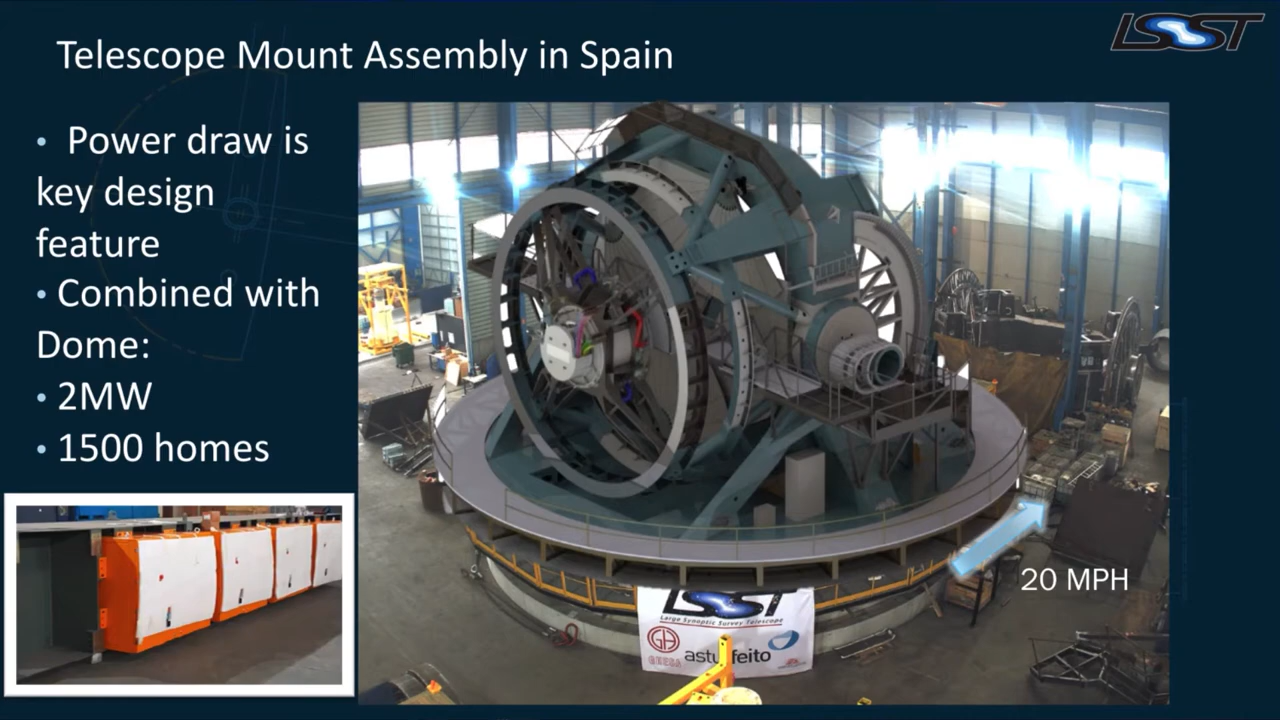 Telescope Mount Assembly in Spain
LSST
• Power draw is
key design
feature
• Combined with
Dome:
• 2MW
• 1500 homes
20 MPH
LSST
Large Synoptic Survey Telescope